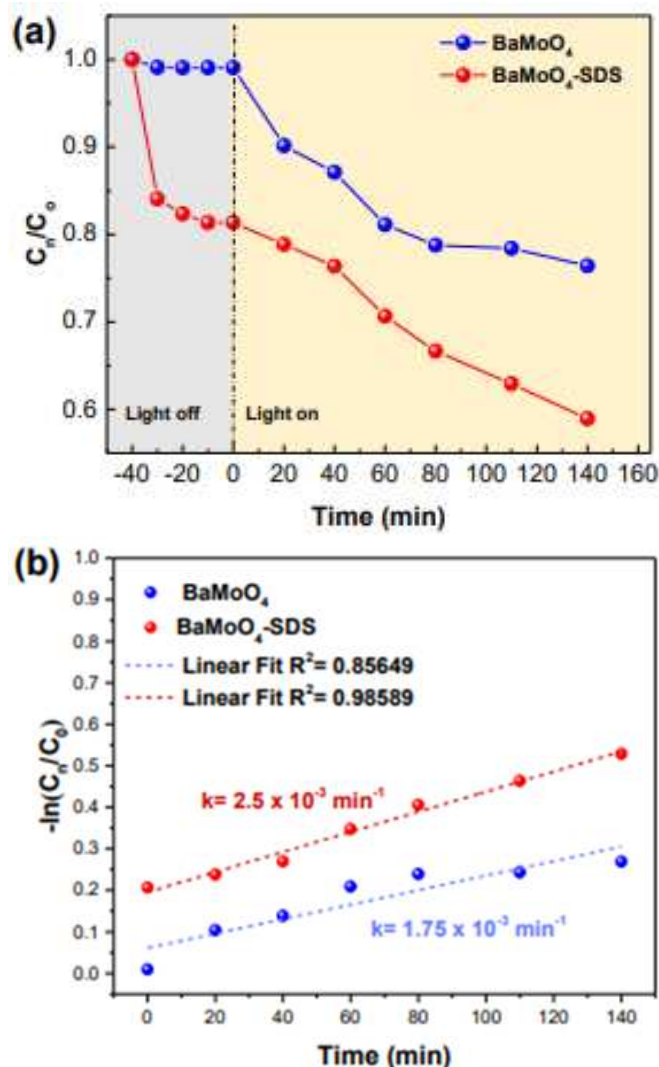 (a)
BaMoO₄
BaMoO₄-SDS
1.0
0.9
0.8
0.7
0.6
Cₙ/Cₒ
Light off
Light on
-40 -20 0 20 40 60 80 100 120 140 160
Time (min)
(b)
BaMoO₄
BaMoO₄-SDS
Linear Fit R²= 0.85649
Linear Fit R²= 0.98589
1.0
0.9
0.8
0.7
0.6
0.5
0.4
0.3
0.2
0.1
0.0
-ln(Cₙ/C₀)
k= 2.5 x 10⁻³ min⁻¹
k= 1.75 x 10⁻³ min⁻¹
0 20 40 60 80 100 120 140
Time (min)